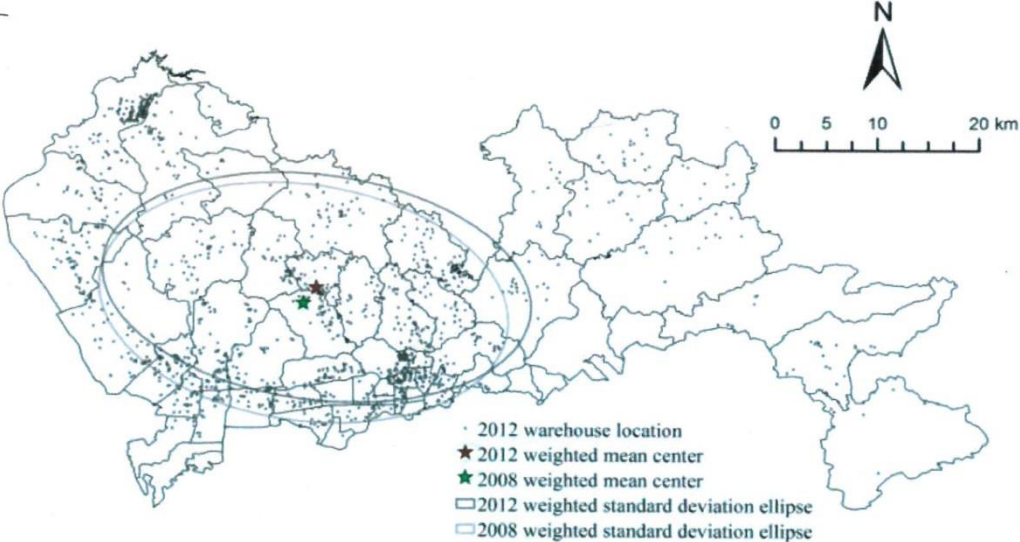 N
0 5 10 20 km
2012 warehouse location
2012 weighted mean center
2008 weighted mean center
2012 weighted standard deviation ellipse
2008 weighted standard deviation ellipse